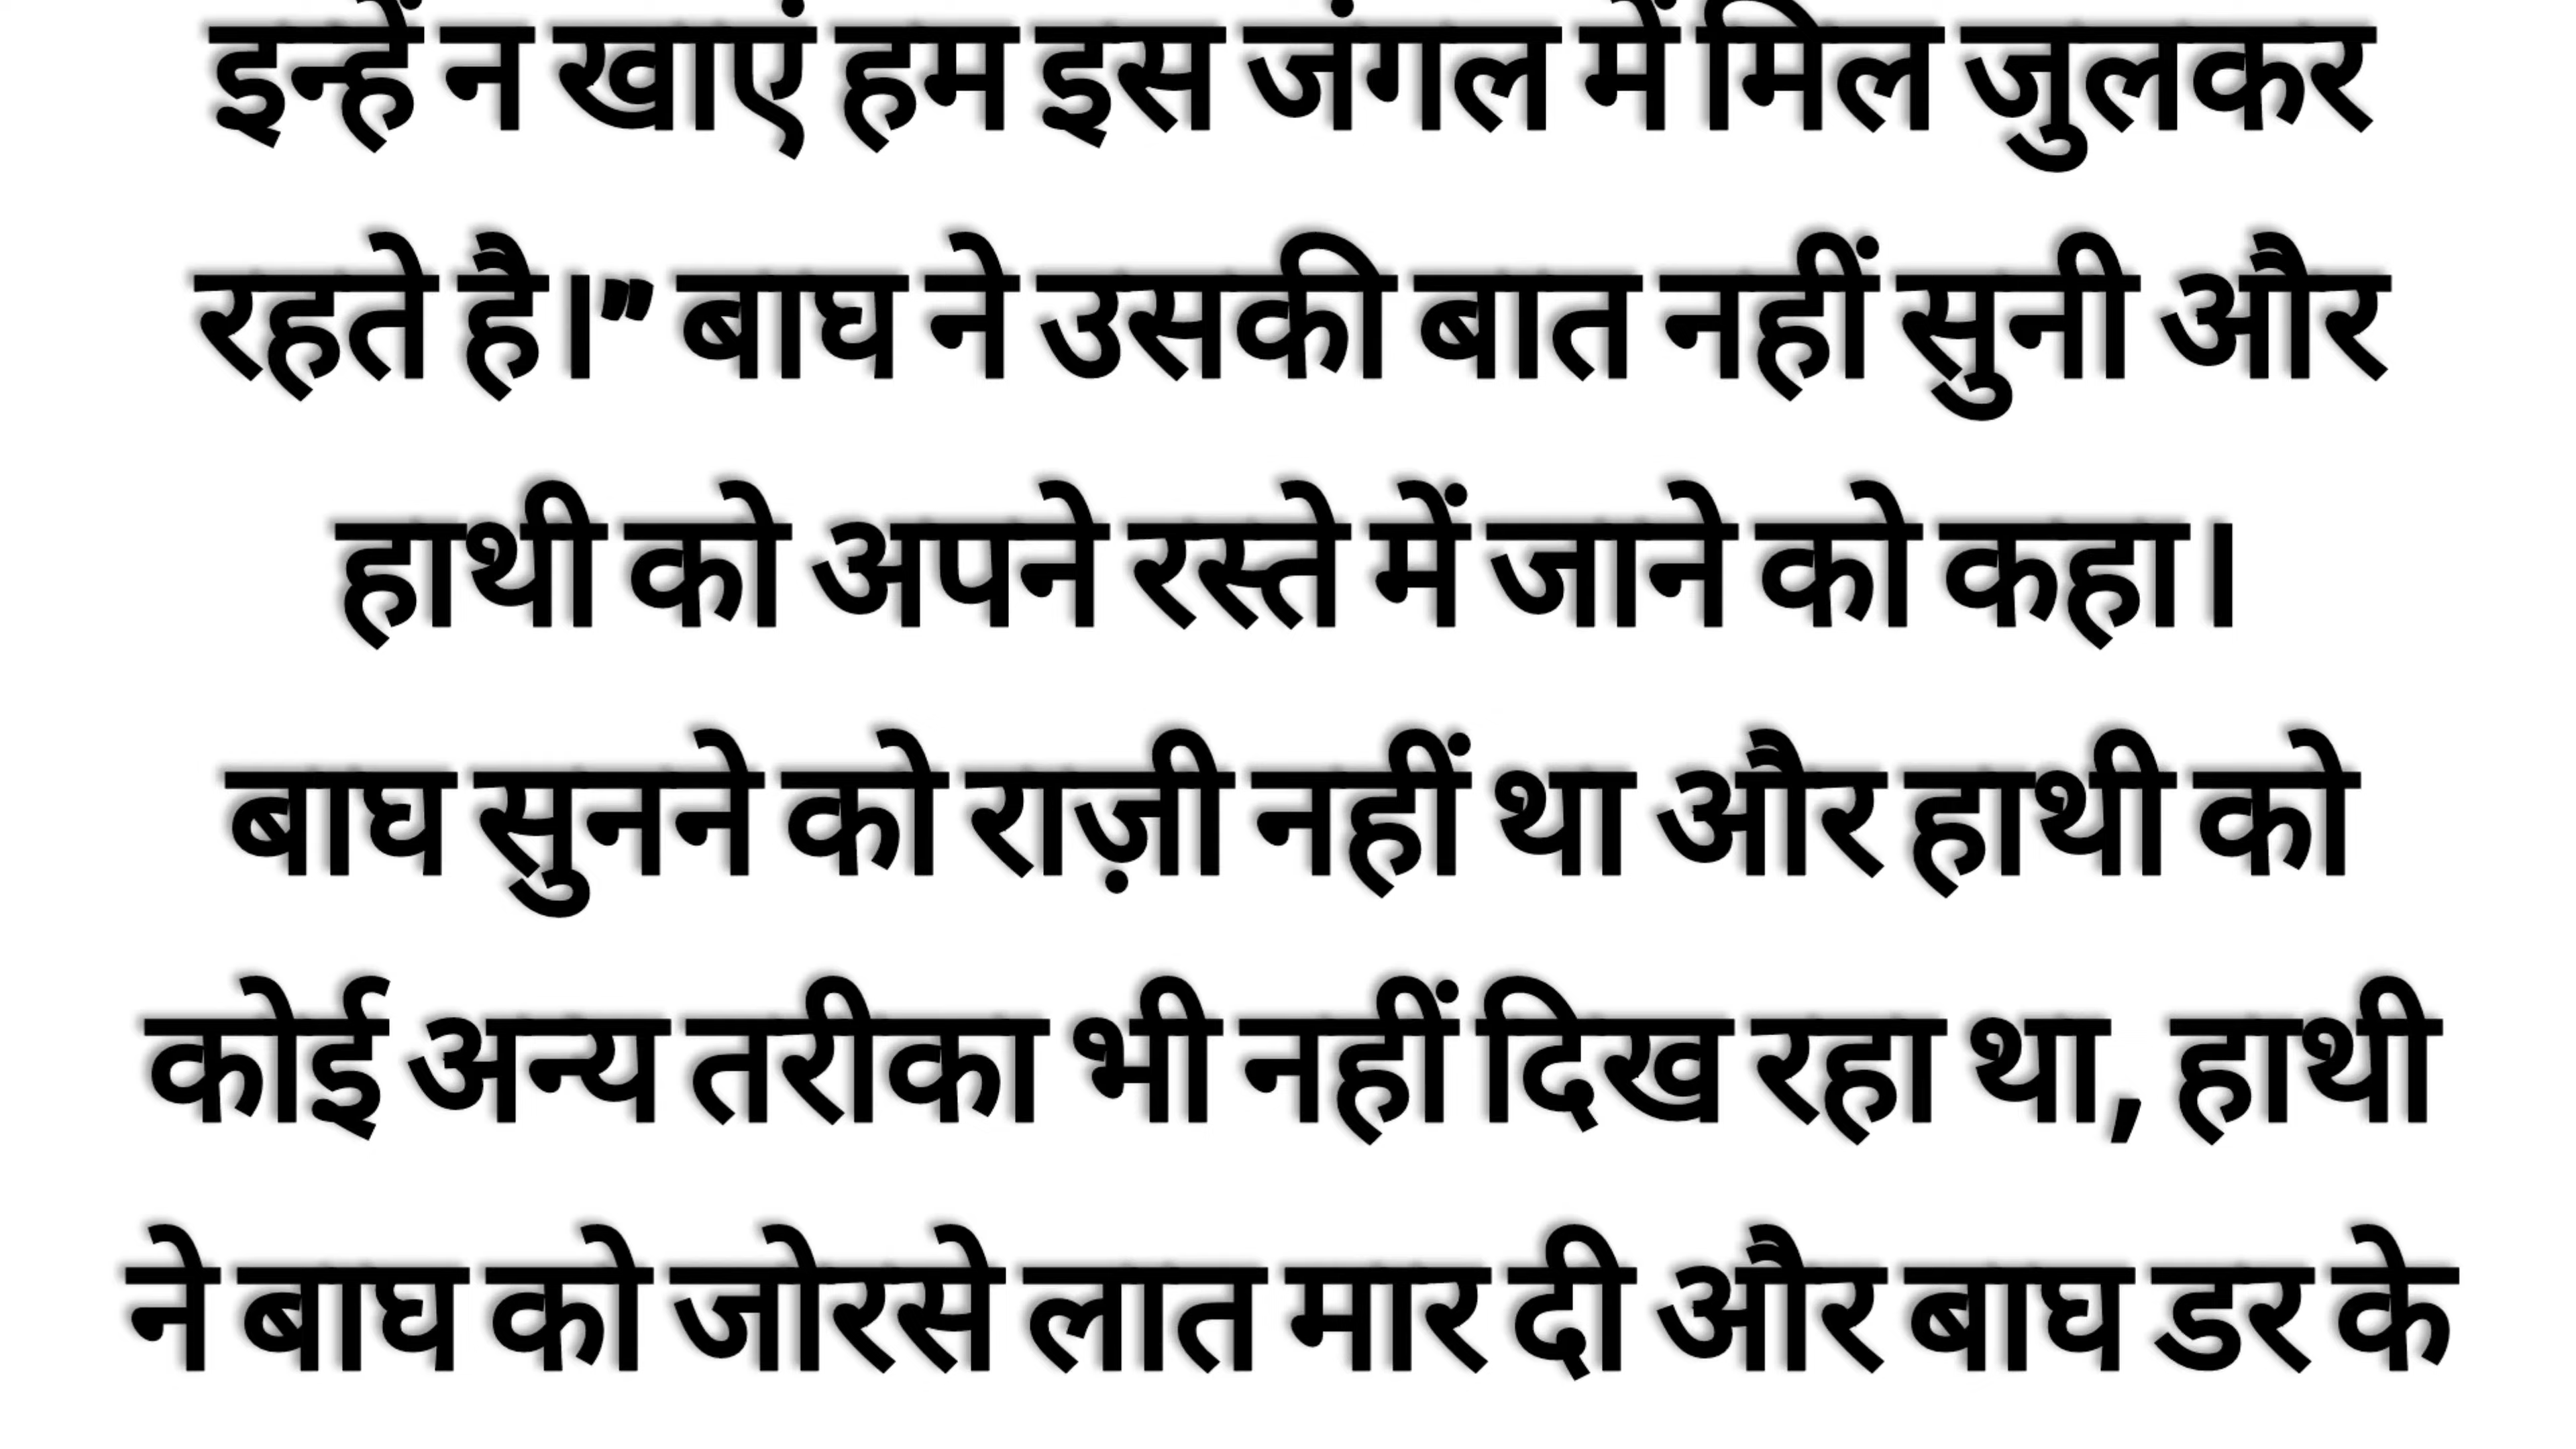 इन्हें न खाएं हम इस जंगल में मिल जुलकर
रहते है।” बाघ ने उसकी बात नहीं सुनी और
हाथी को अपने रस्ते में जाने को कहा।
बाघ सुनने को राज़ी नहीं था और हाथी को
कोई अन्य तरीका भी नहीं दिख रहा था, हाथी
ने बाघ को जोरसे लात मार दी और बाघ डर के